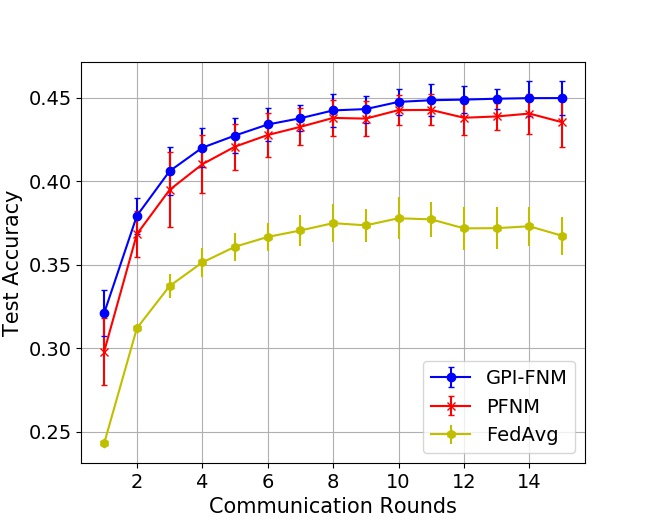 0.45
0.40
0.35
0.30
0.25
Test Accuracy
GPI-FNM
PFNM
FedAvg
2 4 6 8 10 12 14
Communication Rounds